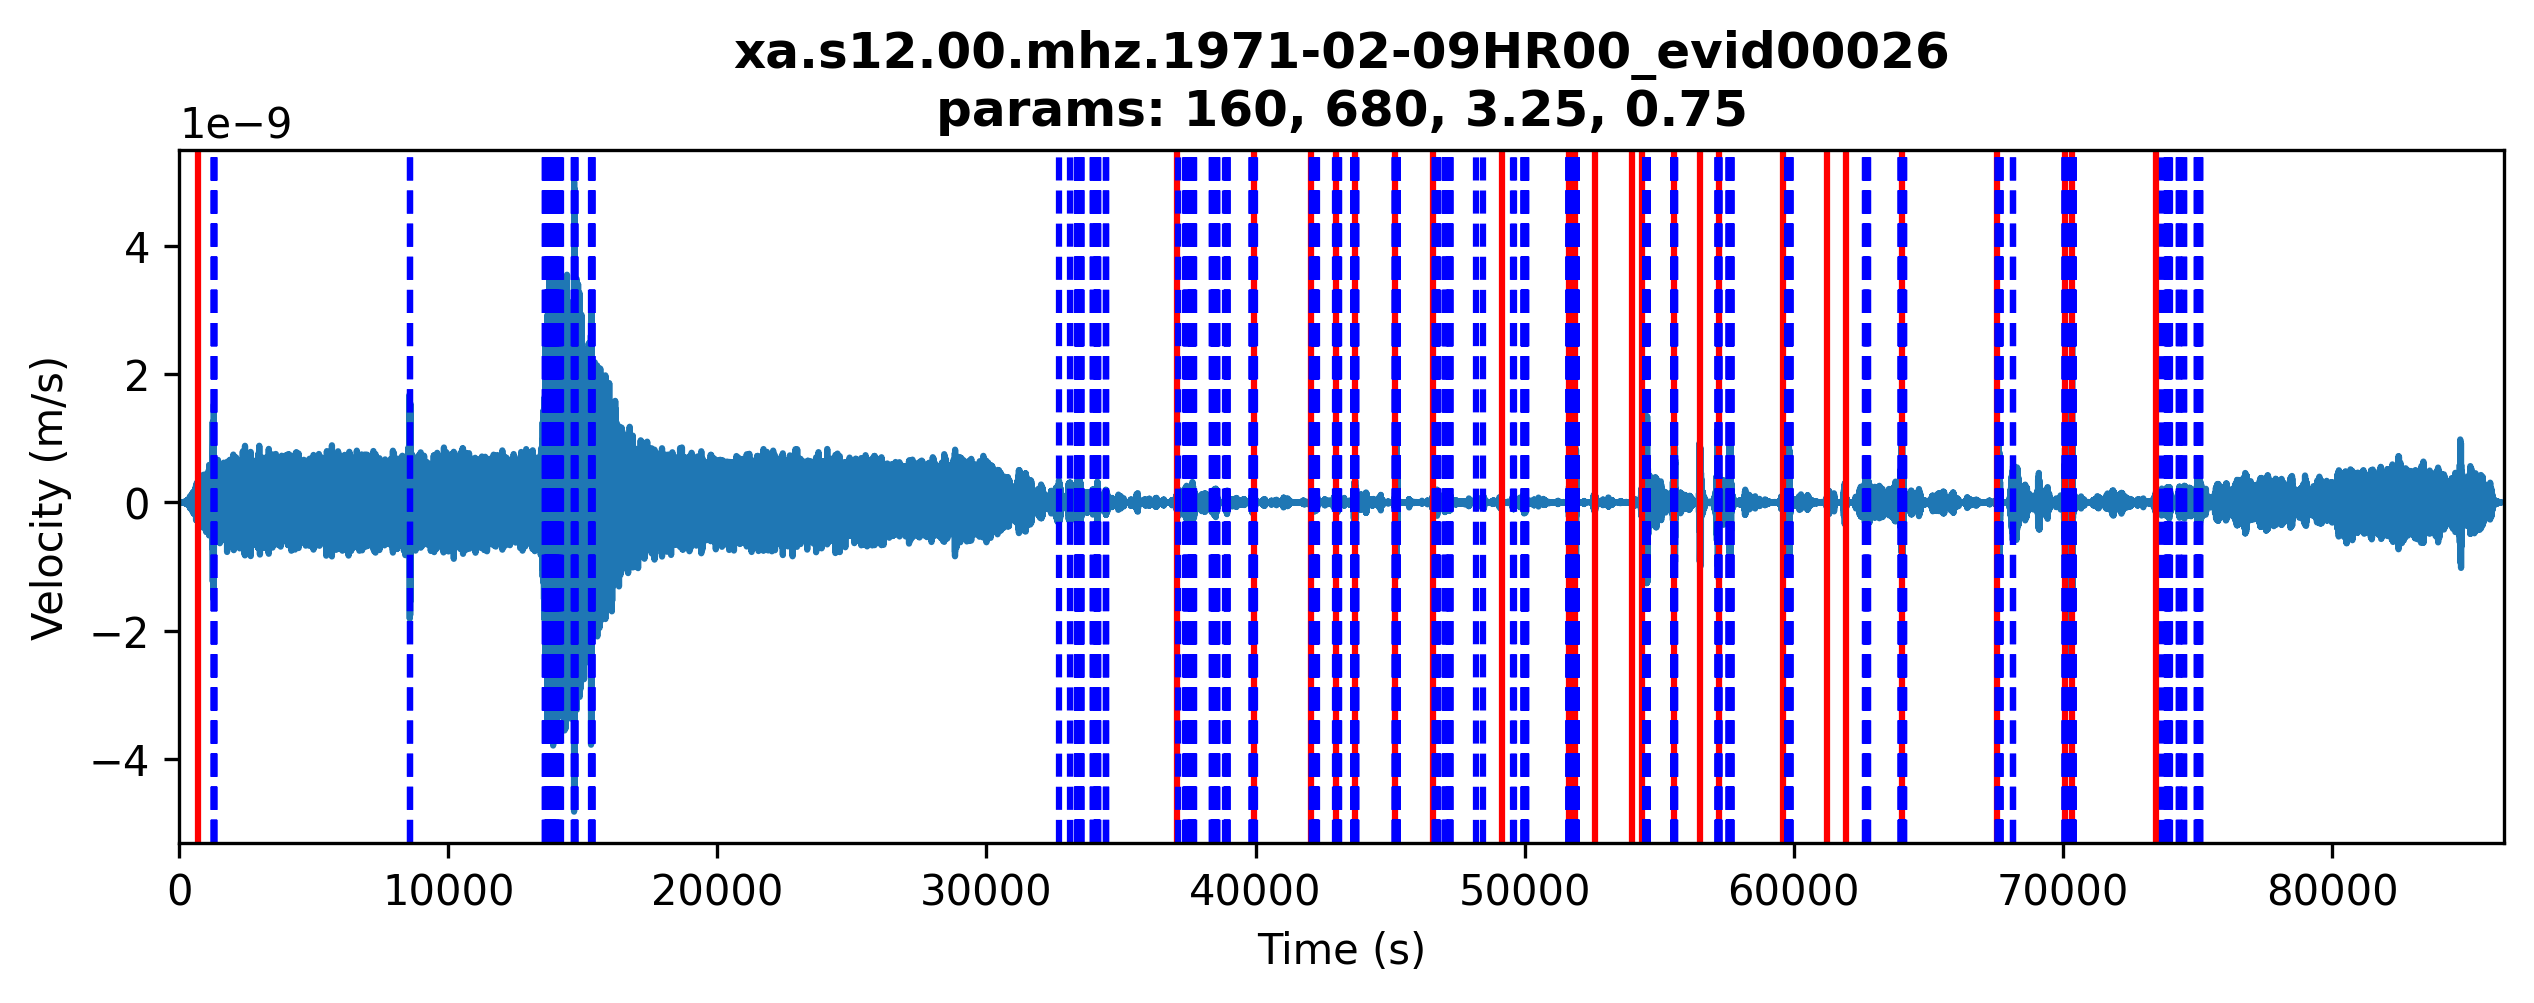 xa.s12.00.mhz.1971-02-09HR00_evid00026
params: 160, 680, 3.25, 0.75
1e−9
4
2
0
−2
−4
Velocity (m/s)
0 10000 20000 30000 40000 50000 60000 70000 80000
Time (s)